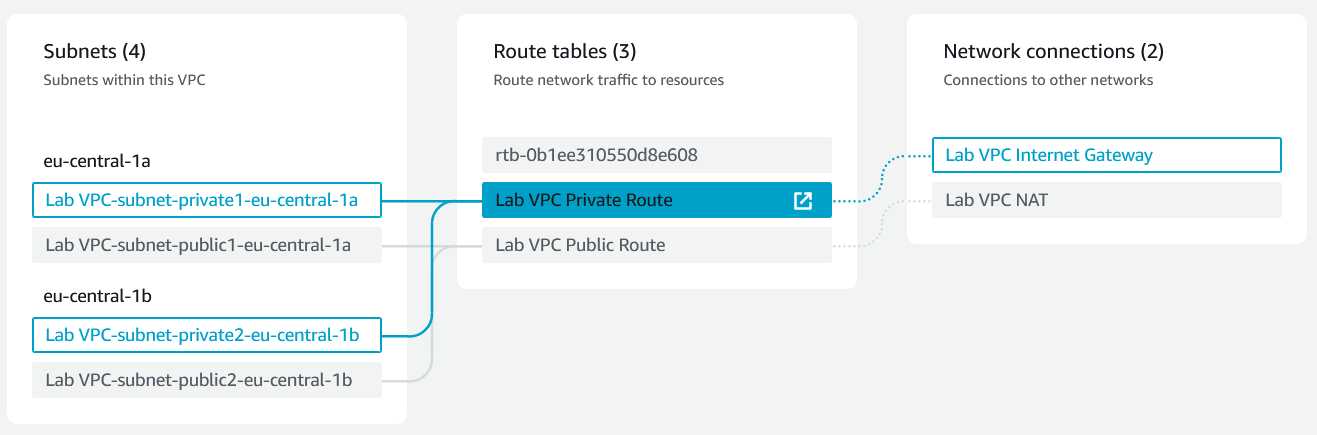 Subnets (4)
Subnets within this VPC
eu-central-1a
Lab VPC-subnet-private1-eu-central-1a
Lab VPC-subnet-public1-eu-central-1a
eu-central-1b
Lab VPC-subnet-private2-eu-central-1b
Lab VPC-subnet-public2-eu-central-1b
Route tables (3)
Route network traffic to resources
rtb-0b1ee310550d8e608
Lab VPC Private Route
Lab VPC Public Route
Network connections (2)
Connections to other networks
Lab VPC Internet Gateway
Lab VPC NAT